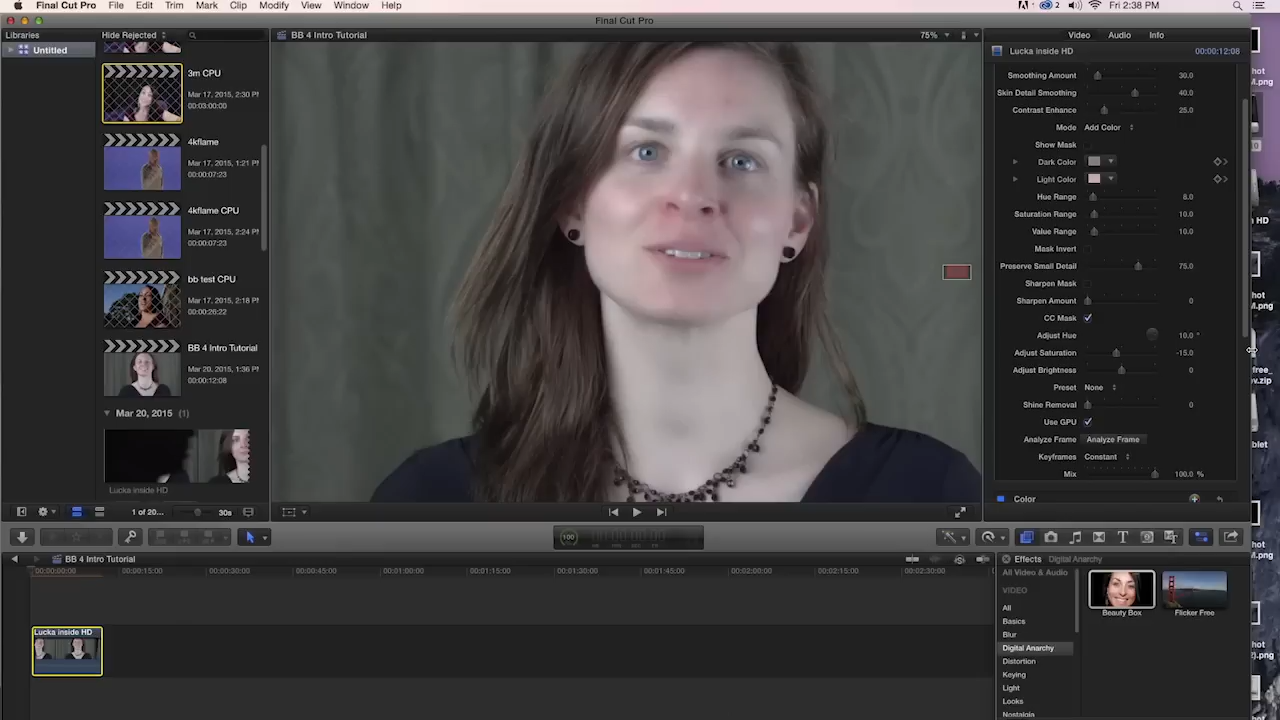 Final Cut Pro File Edit Trim Mark Clip Modify View Window Help
2 Fri 2:38 PM
Final Cut Pro
Libraries Hide Rejected
Untitled
3m CPU
Mar 17, 2015, 2:30 PM
00:03:00:00
4kflame
Mar 17, 2015, 1:21 PM
00:00:07:23
4kflame CPU
Mar 17, 2015, 2:24 PM
00:00:07:23
bb test CPU
Mar 17, 2015, 2:18 PM
00:00:26:22
BB 4 Intro Tutorial
Mar 20, 2015, 1:36 PM
00:00:12:08
Mar 20, 2015 (1)
Lucka inside HD
1 of 20... 30s
BB 4 Intro Tutorial 75%
Video Audio Info
Lucka inside HD 00:00:12:08
Smoothing Amount 30.0
Skin Detail Smoothing 40.0
Contrast Enhance 25.0
Mode Add Color
Show Mask
Dark Color
Light Color
Hue Range 8.0
Saturation Range 10.0
Value Range 10.0
Mask Invert
Preserve Small Detail 75.0
Sharpen Mask
Sharpen Amount 0
CC Mask
Adjust Hue 10.0 °
Adjust Saturation -15.0
Adjust Brightness 0
Preset None
Shine Removal 0
Use GPU
Analyze Frame Analyze Frame
Keyframes Constant
Mix 100.0 %
Color
100
BB 4 Intro Tutorial
00:00:00:00 00:00:15:00 00:00:30:00 00:00:45:00 00:01:00:00 00:01:15:00 00:01:30:00 00:01:45:00 00:02:00:00 00:02:15:00 00:02:30:00
Lucka inside HD
Effects Digital Anarchy
All Video & Audio
VIDEO
All
Basics
Blur
Digital Anarchy
Distortion
Keying
Light
Looks
Nostalgia
Beauty Box
Flicker Free